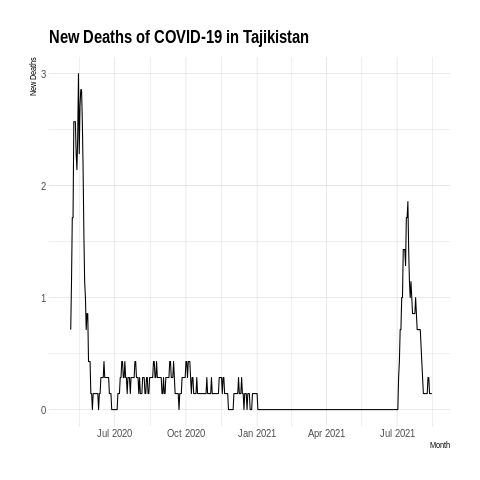 New Deaths of COVID-19 in Tajikistan
New Deaths
3
2
1
0
Jul 2020 Oct 2020 Jan 2021 Apr 2021 Jul 2021
Month